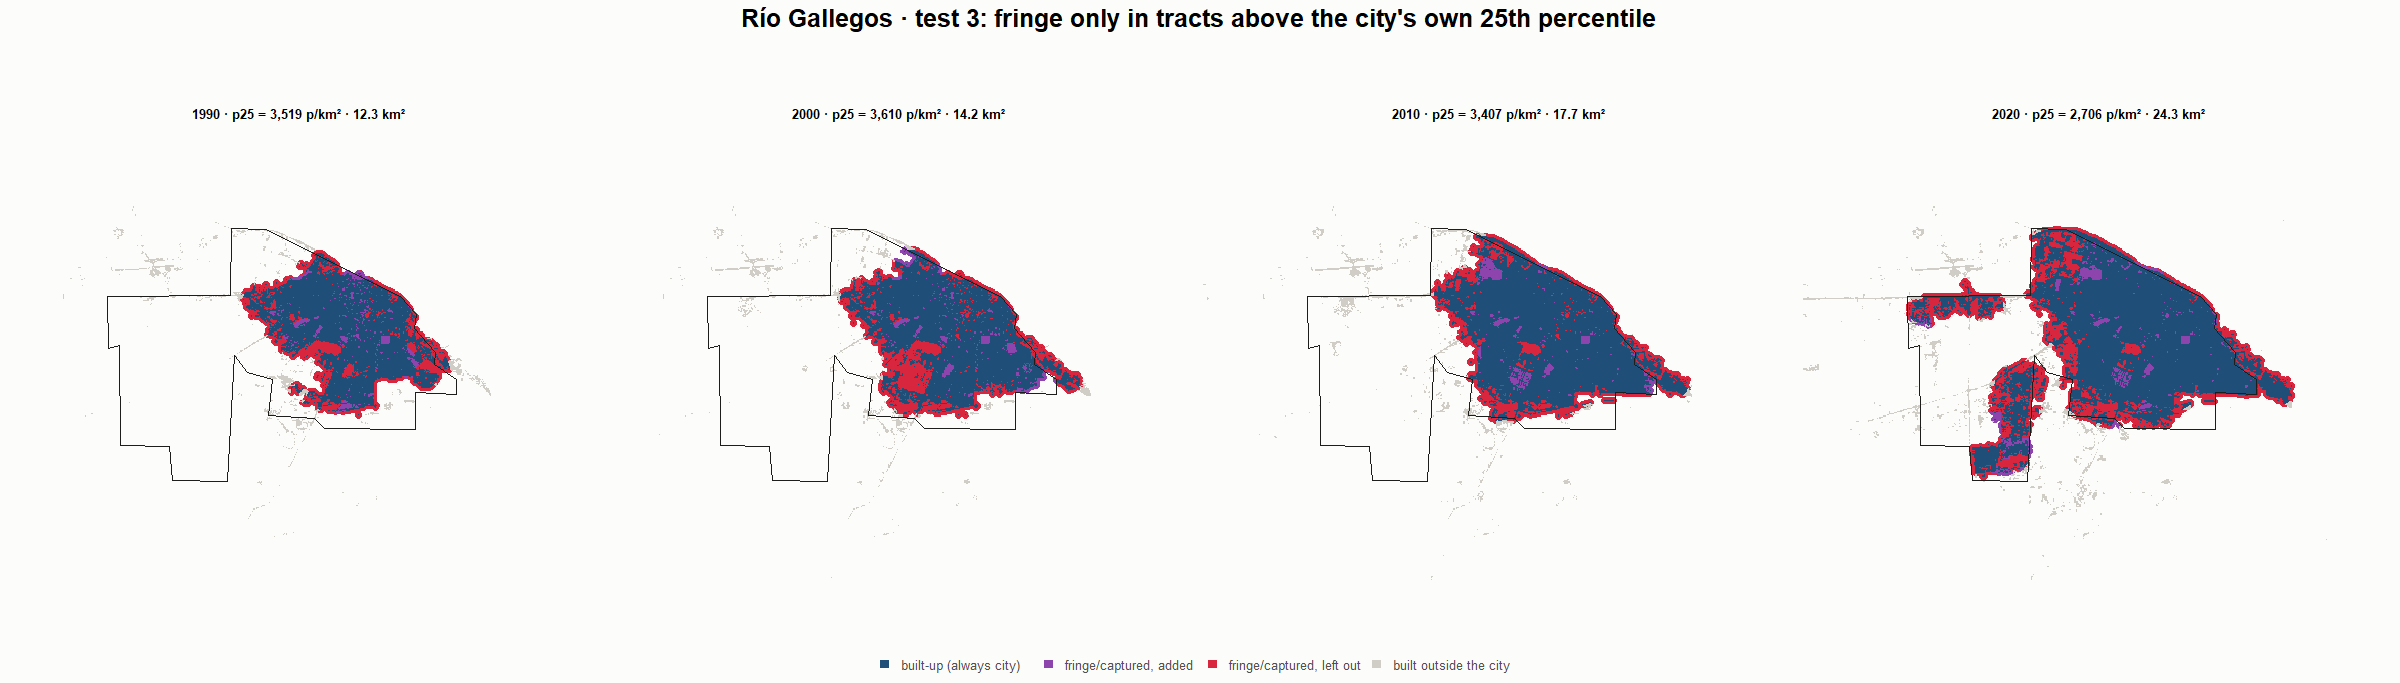 Río Gallegos · test 3: fringe only in tracts above the city's own 25th percentile
1990 · p25 = 3,519 p/km² · 12.3 km²
2000 · p25 = 3,610 p/km² · 14.2 km²
2010 · p25 = 3,407 p/km² · 17.7 km²
2020 · p25 = 2,706 p/km² · 24.3 km²
built-up (always city)
fringe/captured, added
fringe/captured, left out
built outside the city